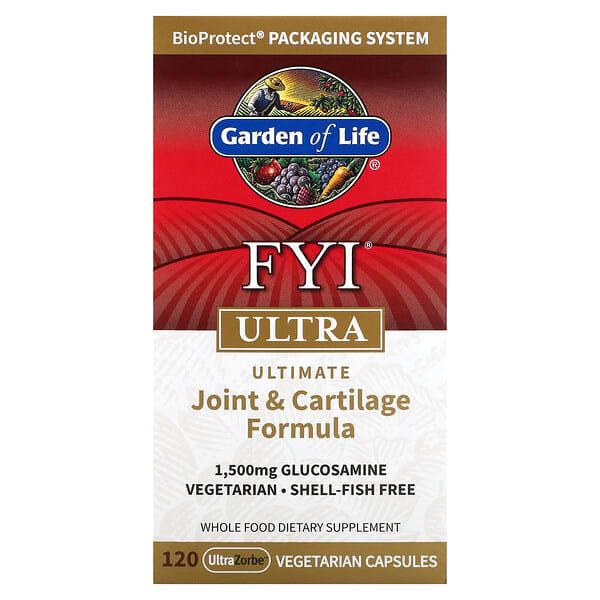 BioProtect® PACKAGING SYSTEM
Garden of Life
®
FYI®
ULTRA
ULTIMATE
Joint & Cartilage
Formula
1,500mg GLUCOSAMINE
VEGETARIAN • SHELL-FISH FREE
WHOLE FOOD DIETARY SUPPLEMENT
120 UltraZorbe™ VEGETARIAN CAPSULES